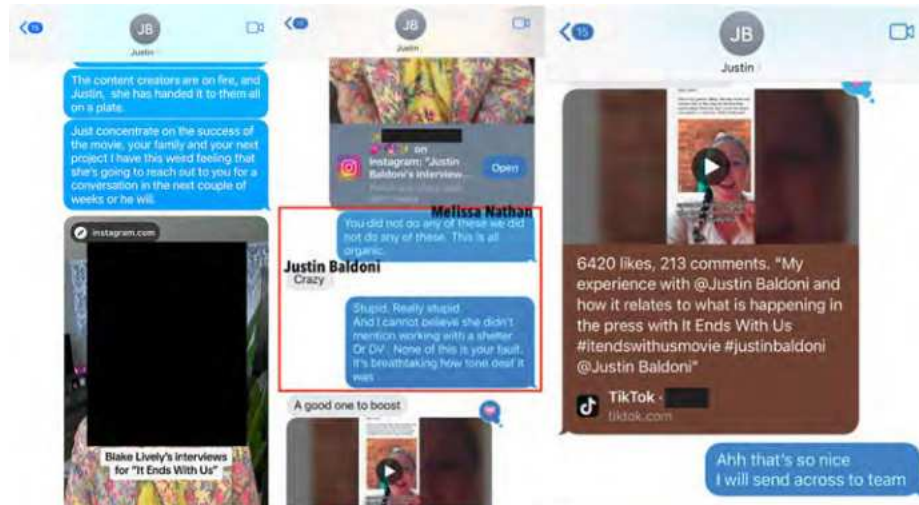 15
JB
Justin
The content creators are on fire, and
Justin, she has handed it to them all
on a plate.
Just concentrate on the success of
the movie, your family and your next
project I have this weird feeling that
she's going to reach out to you for a
conversation in the next couple of
weeks or he will.
instagram.com
Blake Lively's interviews
for "It Ends With Us"
JB
Justin
on
Instagram: "Justin
Baldoni's interview...
Open
Melissa Nathan
You did not do any of these we did
not do any of these. This is all
organic.
Justin Baldoni
Crazy
Stupid. Really stupid
And I cannot believe she didn't
mention working with a shelter
Or DV. None of this is your fault.
It's breathtaking how tone deaf it
was
A good one to boost
15
JB
Justin
6420 likes, 213 comments. "My
experience with @Justin Baldoni and
how it relates to what is happening in
the press with It Ends With Us
#itendswithusmovie #justinbaldoni
@Justin Baldoni"
TikTok ·
tiktok.com
Ahh that's so nice
I will send across to team